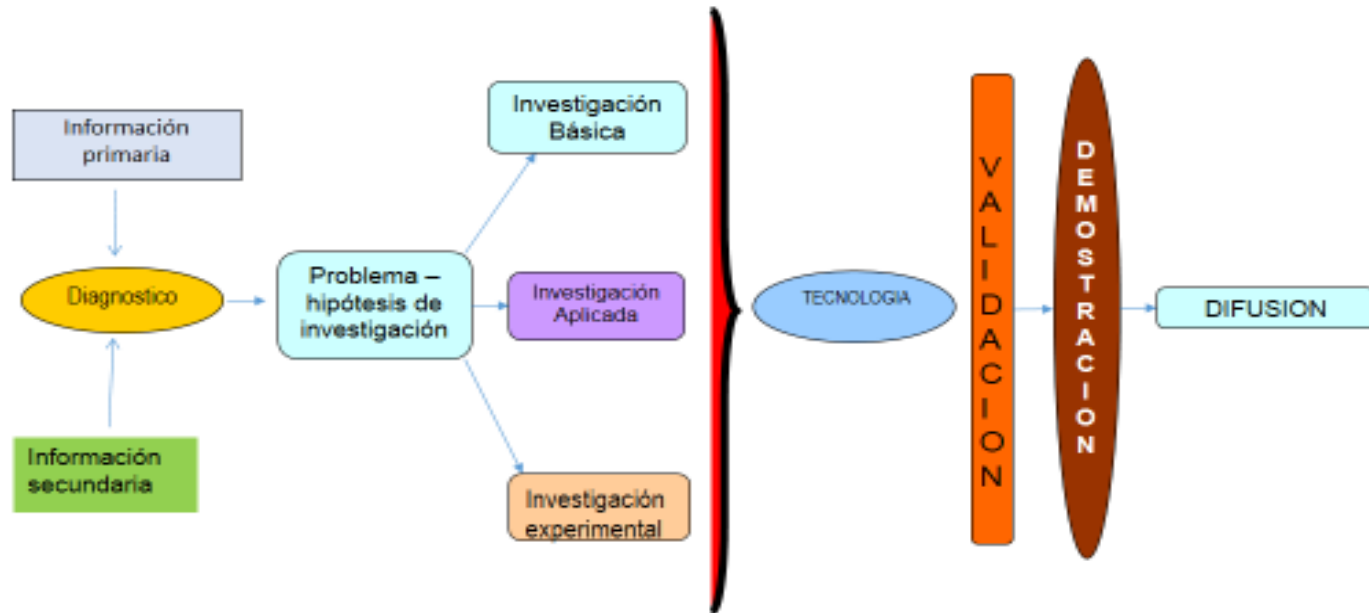 Información
primaria
Diagnostico
Información
secundaria
Problema –
hipótesis de
investigación
Investigación
Básica
Investigación
Aplicada
Investigación
experimental
TECNOLOGIA
VALIDACION
DEMOSTRACION
DIFUSION